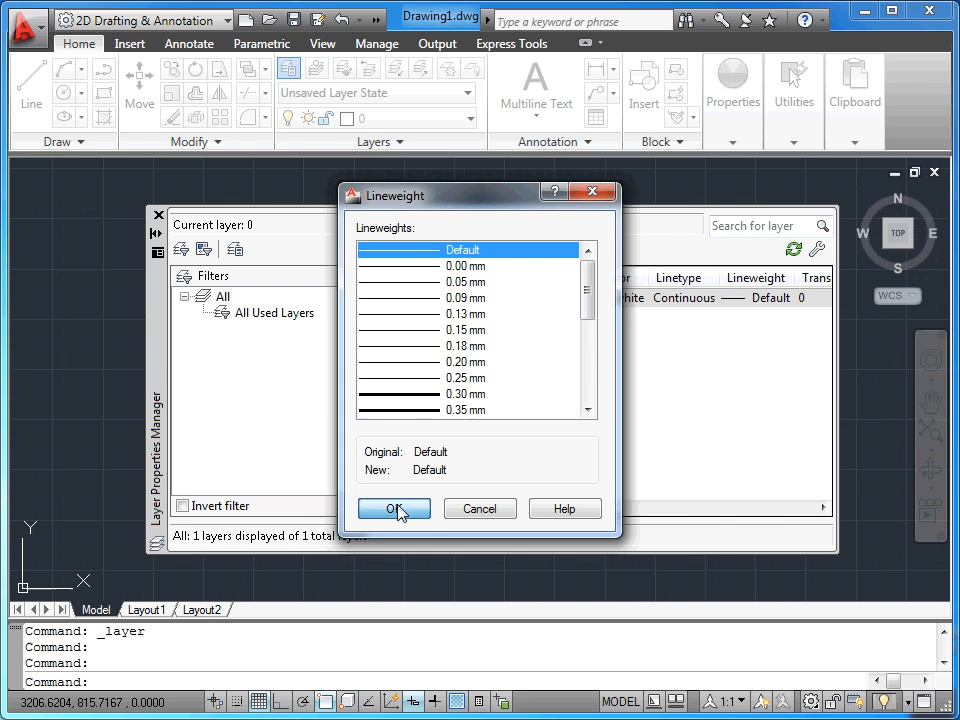 2D Drafting & Annotation
Drawing1.dwg
Type a keyword or phrase
Home Insert Annotate Parametric View Manage Output Express Tools
Line
Move
Unsaved Layer State
0
Multiline Text
Insert
Properties
Utilities
Clipboard
Draw
Modify
Layers
Annotation
Block
Current layer: 0
Search for layer
Filters
All
All Used Layers
Linetype Lineweight Trans
Continuous Default 0
Invert filter
All: 1 layers displayed of 1 total
Layer Properties Manager
Lineweight
?
Lineweights:
Default
0.00 mm
0.05 mm
0.09 mm
0.13 mm
0.15 mm
0.18 mm
0.20 mm
0.25 mm
0.30 mm
0.35 mm
Original: Default
New: Default
OK Cancel Help
N
W TOP E
S
WCS
Y
X
Model Layout1 Layout2
Command: _layer
Command:
Command:
Command:
3206.6204, 815.7167 , 0.0000
MODEL
1:1